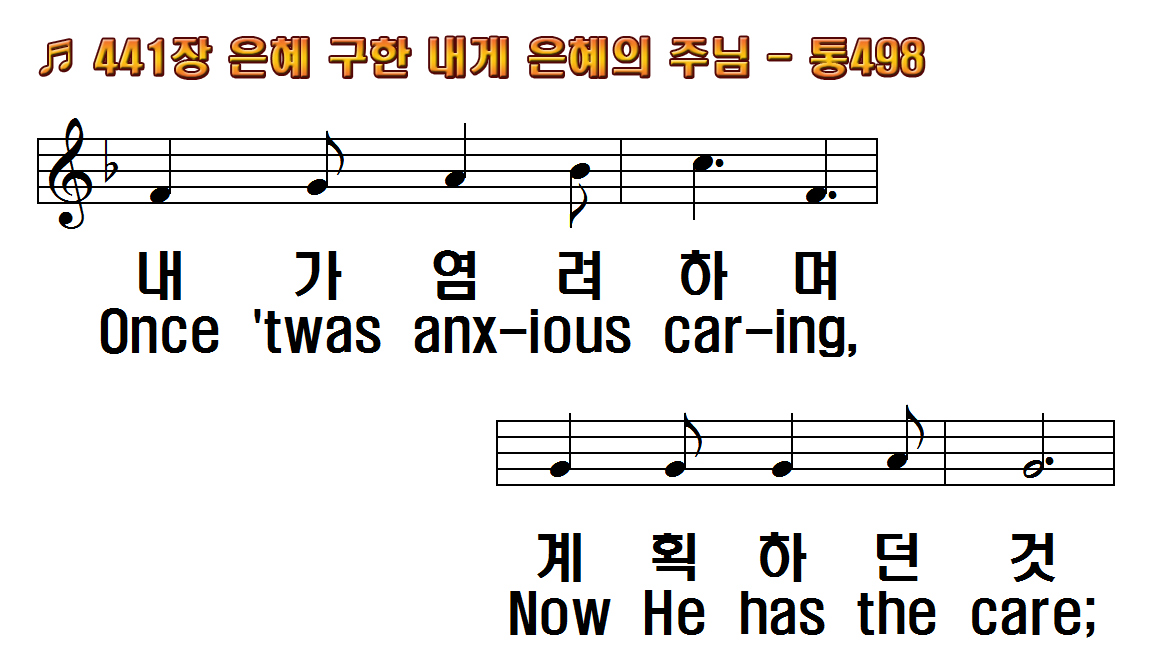 ♬ 441장 은혜 구한 내게 은혜의 주님 - 통498
내 가 염 려 하 며
Once 'twas anx-ious car-ing,
계 획 하 던 것
Now He has the care;